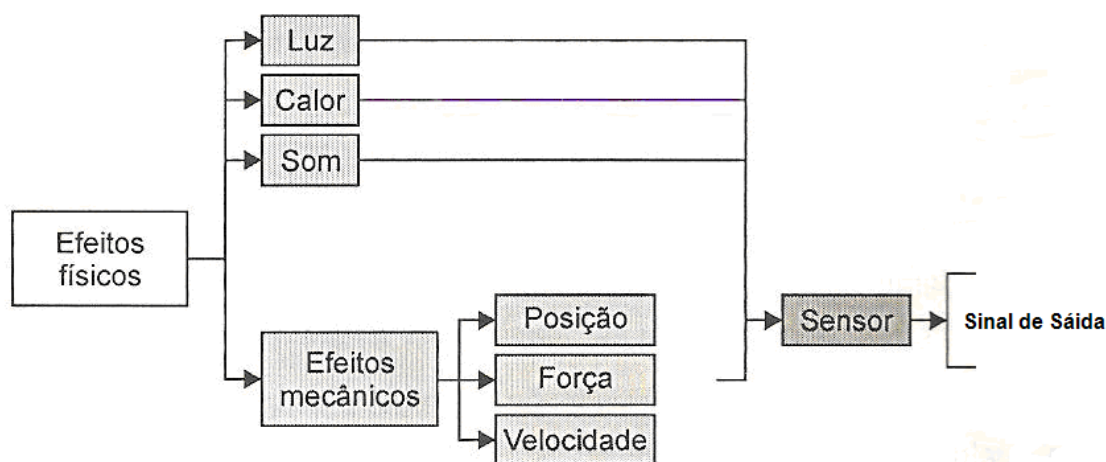 Luz
Calor
Som
Efeitos
físicos
Efeitos
mecânicos
Posição
Força
Velocidade
Sensor
Sinal de Sáida